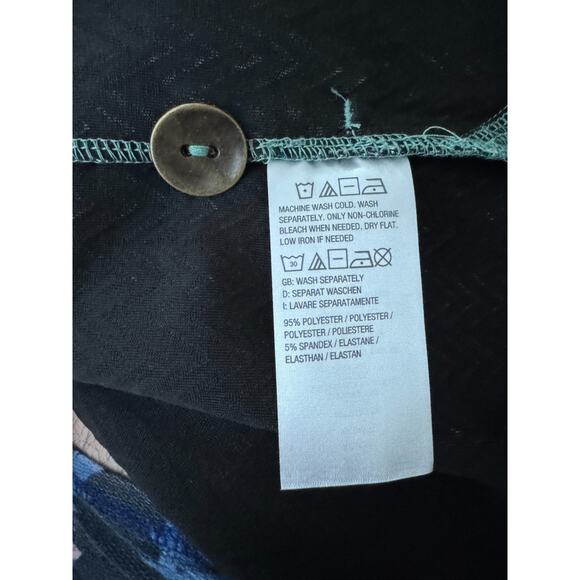 MACHINE WASH COLD. WASH
SEPARATELY. ONLY NON-CHLORINE
BLEACH WHEN NEEDED. DRY FLAT.
LOW IRON IF NEEDED
30
GB: WASH SEPARATELY
D: SEPARAT WASCHEN
I: LAVARE SEPARATAMENTE
95% POLYESTER / POLYESTER /
POLYESTER / POLIESTERE
5% SPANDEX / ELASTANE /
ELASTHAN / ELASTAN